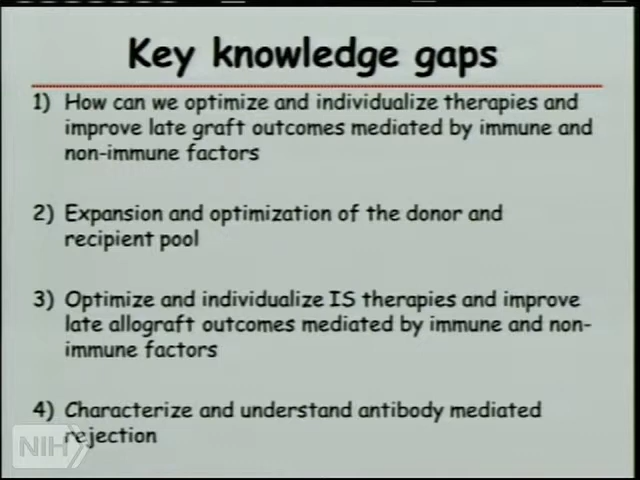 Key knowledge gaps
1) How can we optimize and individualize therapies and
improve late graft outcomes mediated by immune and
non-immune factors
2) Expansion and optimization of the donor and
recipient pool
3) Optimize and individualize IS therapies and improve
late allograft outcomes mediated by immune and non-
immune factors
4) Characterize and understand antibody mediated
rejection
NIH